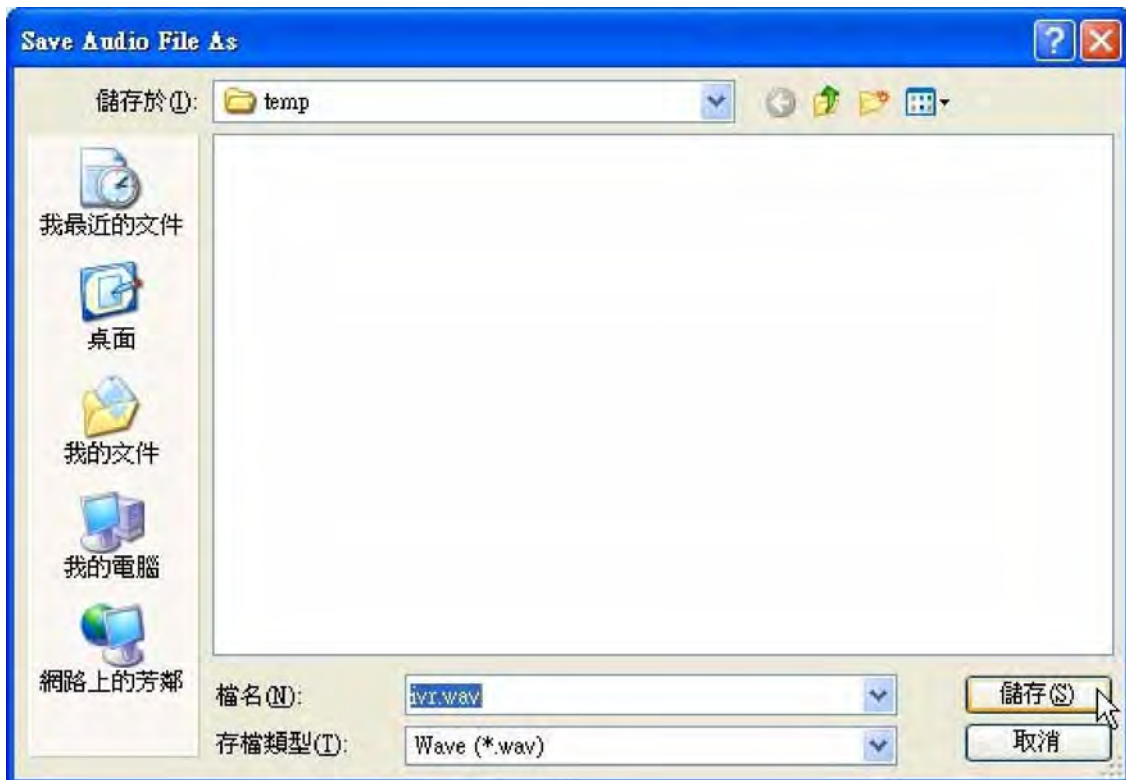 Save Audio File As
儲存於(I):
temp
我最近的文件
桌面
我的文件
我的電腦
網路上的芳鄰
檔名(N):
ivr.wav
儲存(S)
存檔類型(T):
Wave (*.wav)
取消